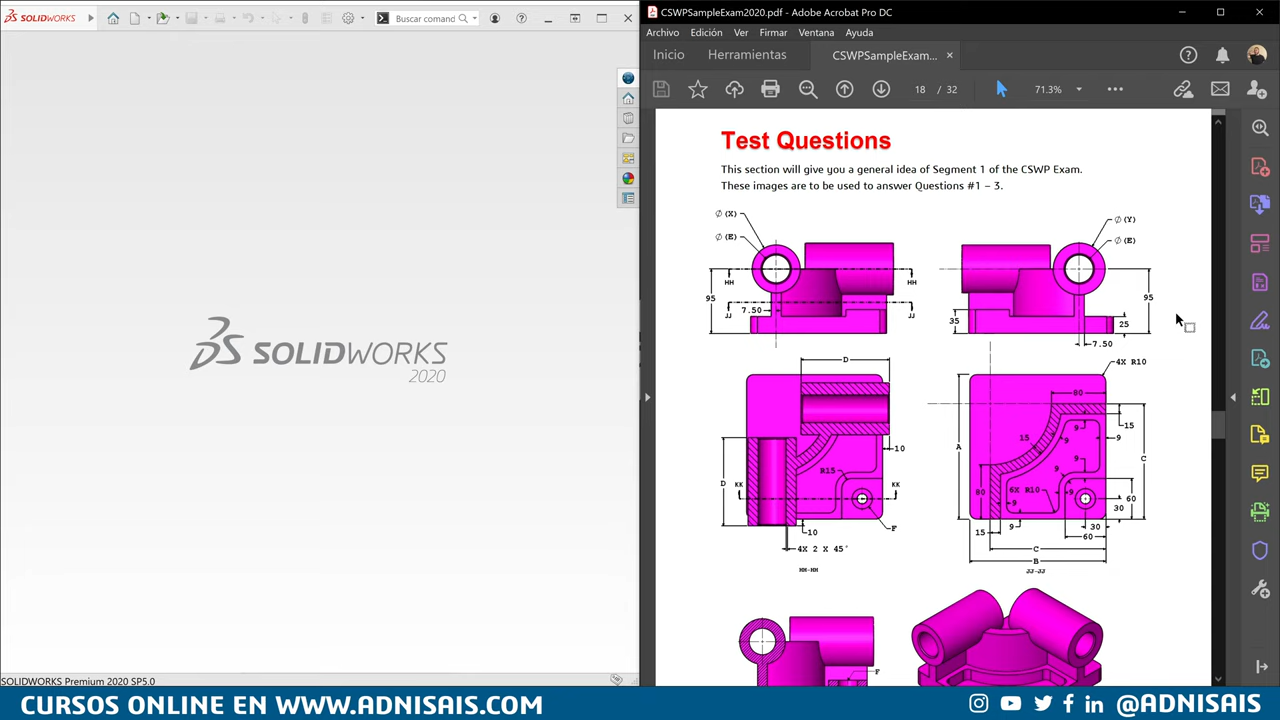 SOLIDWORKS
Buscar comand
SOLIDWORKS
2020
SOLIDWORKS Premium 2020 SP5.0
CSWPSampleExam2020.pdf - Adobe Acrobat Pro DC
Archivo Edición Ver Firmar Ventana Ayuda
Inicio Herramientas CSWPSampleExam... ×
18 / 32 71.3%
Test Questions
This section will give you a general idea of Segment 1 of the CSWP Exam.
These images are to be used to answer Questions #1 – 3.
∅ (X)
∅ (E)
HH HH
95
7.50
JJ JJ
∅ (Y)
∅ (E)
95
35
25
7.50
D
4X R10
80
10
R15
D
KK KK
10
F
4X 2 X 45°
HH-HH
15
9
9
15
9
9
A
C
9
9
80
6X R10
9
9
60
30
15
9
30
60
C
B
JJ-JJ
F
CURSOS ONLINE EN WWW.ADNISAIS.COM
@ADNISAIS